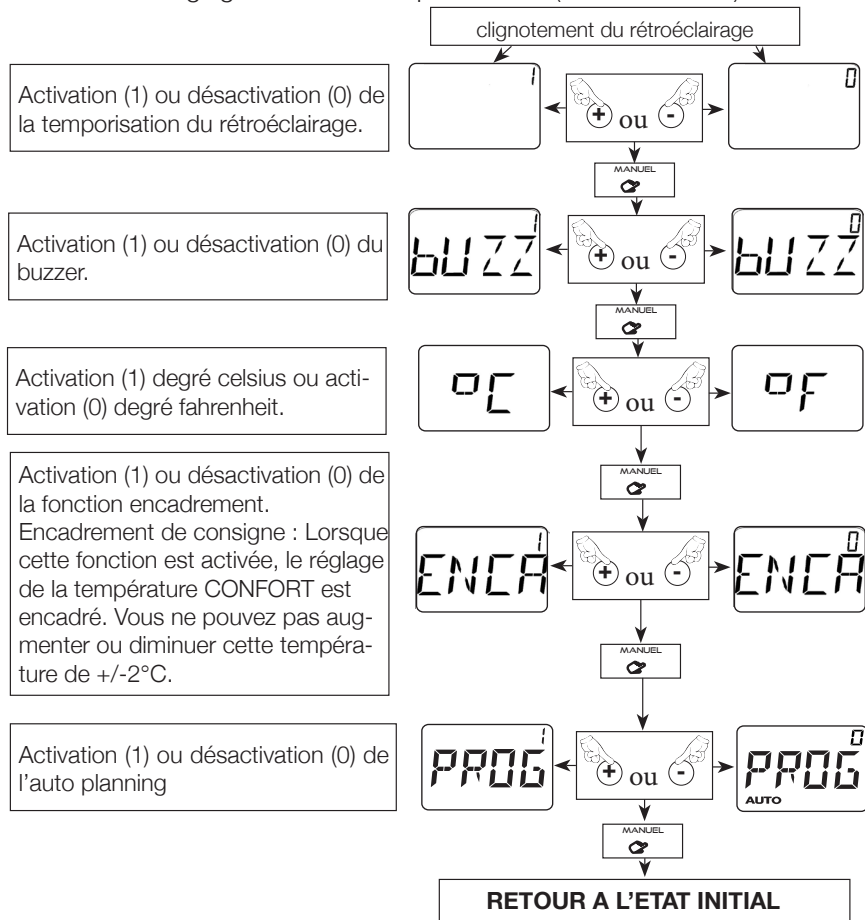 clignotement du rétroéclairage
Activation (1) ou désactivation (0) de
la temporisation du rétroéclairage.
1
+ ou -
0
MANUEL
Activation (1) ou désactivation (0) du
buzzer.
1
bUZZ
+ ou -
0
bUZZ
MANUEL
Activation (1) degré celsius ou acti-
vation (0) degré fahrenheit.
°C
+ ou -
°F
MANUEL
Activation (1) ou désactivation (0) de
la fonction encadrement.
Encadrement de consigne : Lorsque
cette fonction est activée, le réglage
de la température CONFORT est
encadré. Vous ne pouvez pas aug-
menter ou diminuer cette tempéra-
ture de +/-2°C.
1
ENCA
+ ou -
0
ENCA
MANUEL
Activation (1) ou désactivation (0) de
l'auto planning
1
PROG
+ ou -
0
PROG
AUTO
MANUEL
RETOUR A L'ETAT INITIAL